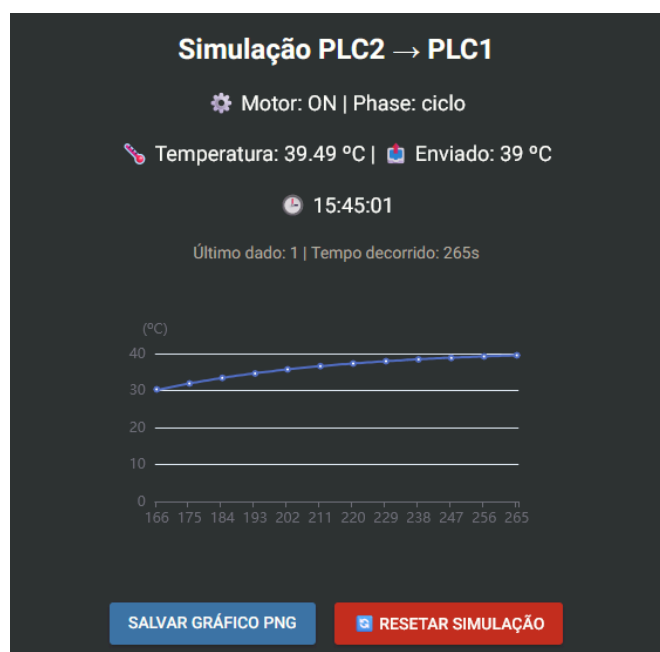 Simulação PLC2 → PLC1
Motor: ON | Phase: ciclo
Temperatura: 39.49 ºC | Enviado: 39 ºC
15:45:01
Último dado: 1 | Tempo decorrido: 265s
(ºC)
40
30
20
10
0
166 175 184 193 202 211 220 229 238 247 256 265
SALVAR GRÁFICO PNG RESETAR SIMULAÇÃO